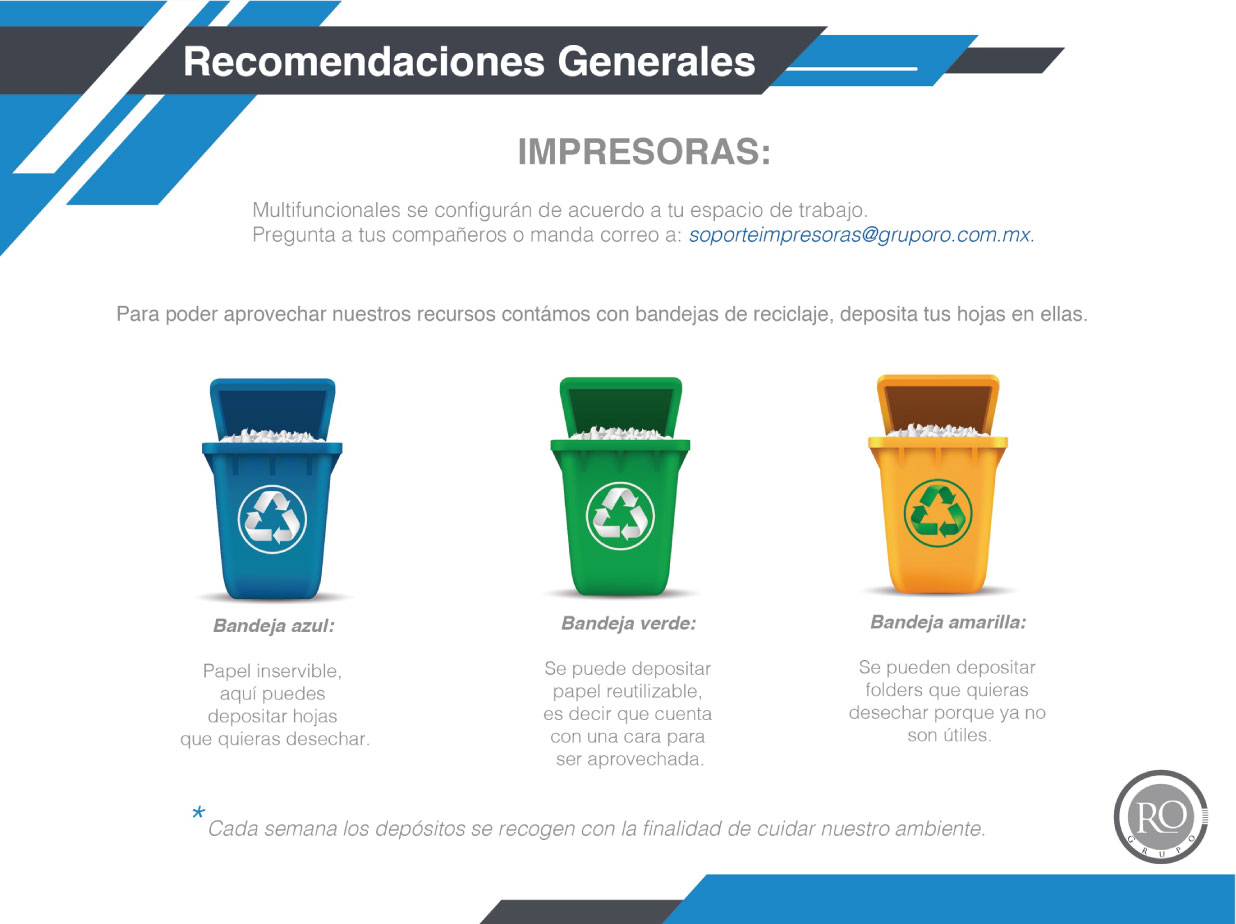 Recomendaciones Generales
IMPRESORAS:
Multifuncionales se configurán de acuerdo a tu espacio de trabajo.
Pregunta a tus compañeros o manda correo a: soporteimpresoras@gruporo.com.mx.
Para poder aprovechar nuestros recursos contámos con bandejas de reciclaje, deposita tus hojas en ellas.
Bandeja azul:
Papel inservible,
aquí puedes
depositar hojas
que quieras desechar.
Bandeja verde:
Se puede depositar
papel reutilizable,
es decir que cuenta
con una cara para
ser aprovechada.
Bandeja amarilla:
Se pueden depositar
folders que quieras
desechar porque ya no
son útiles.
* Cada semana los depósitos se recogen con la finalidad de cuidar nuestro ambiente.
RO
GRUPO